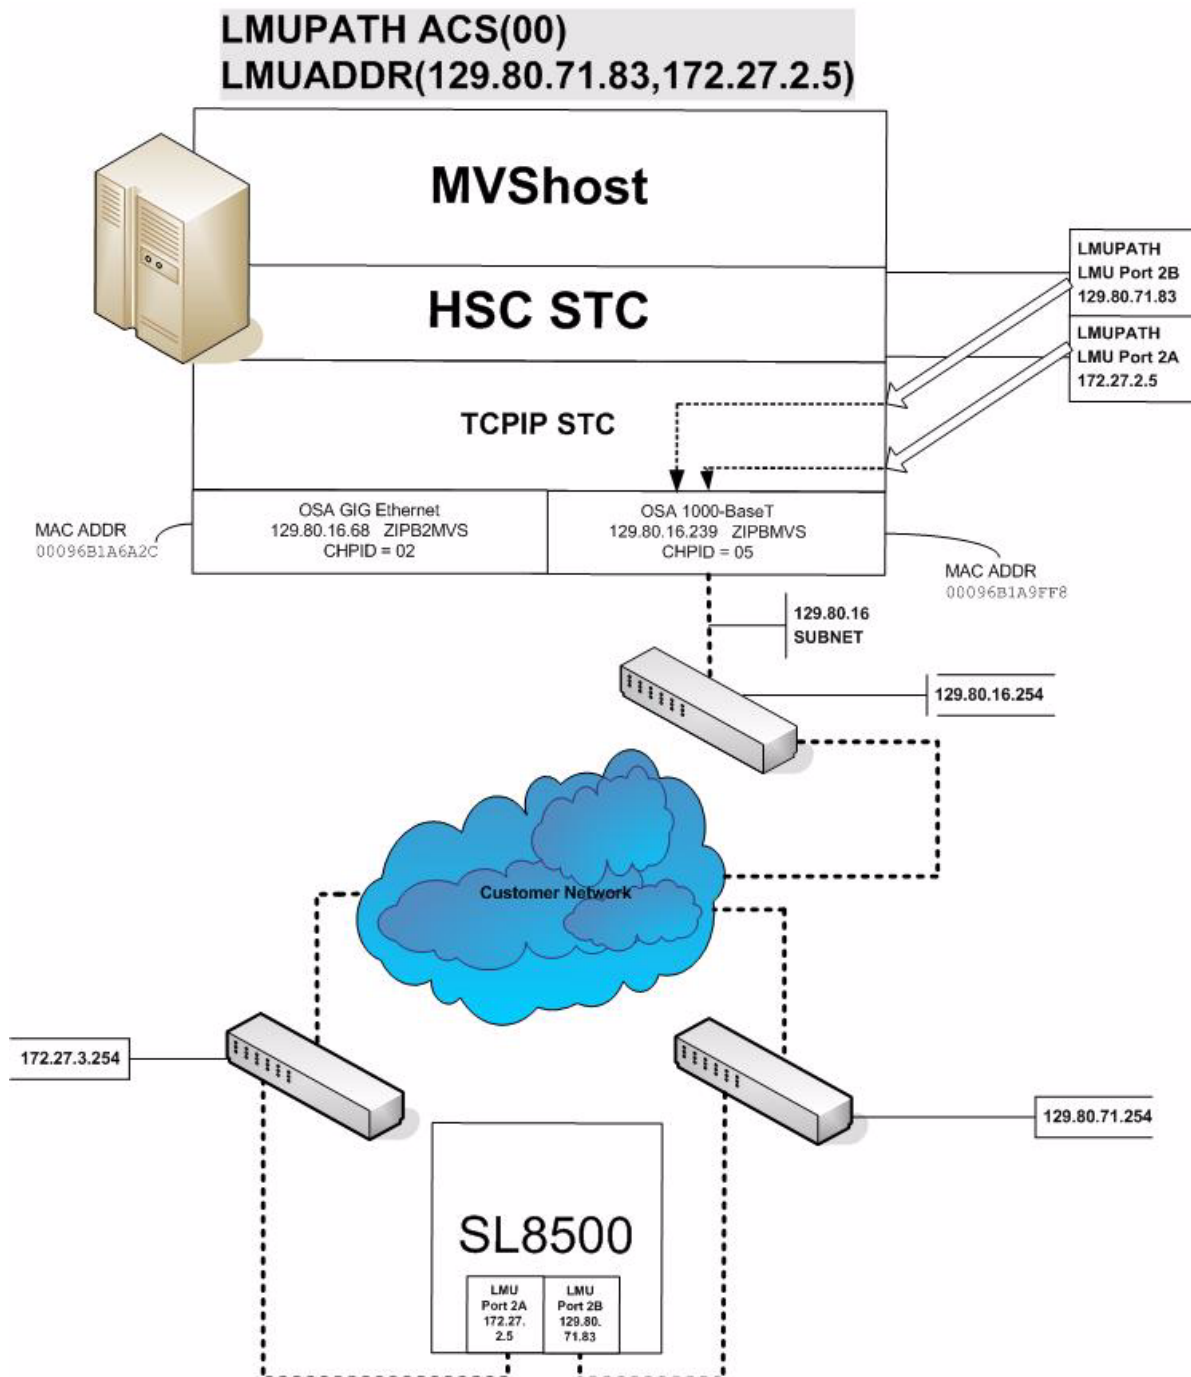 LMUPATH ACS(00)
LMUADDR(129.80.71.83,172.27.2.5)
MVShost
HSC STC
TCPIP STC
LMUPATH
LMU Port 2B
129.80.71.83
LMUPATH
LMU Port 2A
172.27.2.5
OSA GIG Ethernet
129.80.16.68 ZIPB2MVS
CHPID = 02
OSA 1000-BaseT
129.80.16.239 ZIPBMVS
CHPID = 05
MAC ADDR
00096B1A6A2C
MAC ADDR
00096B1A9FF8
129.80.16
SUBNET
129.80.16.254
Customer Network
172.27.3.254
129.80.71.254
SL8500
LMU
Port 2A
172.27.
2.5
LMU
Port 2B
129.80.
71.83